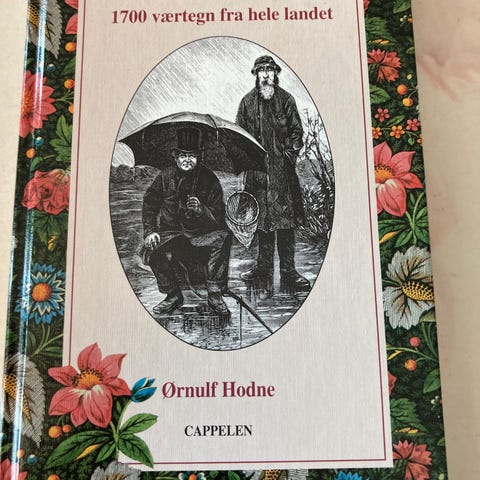 1700 værtegn fra hele landet
Ørnulf Hodne
CAPPELEN